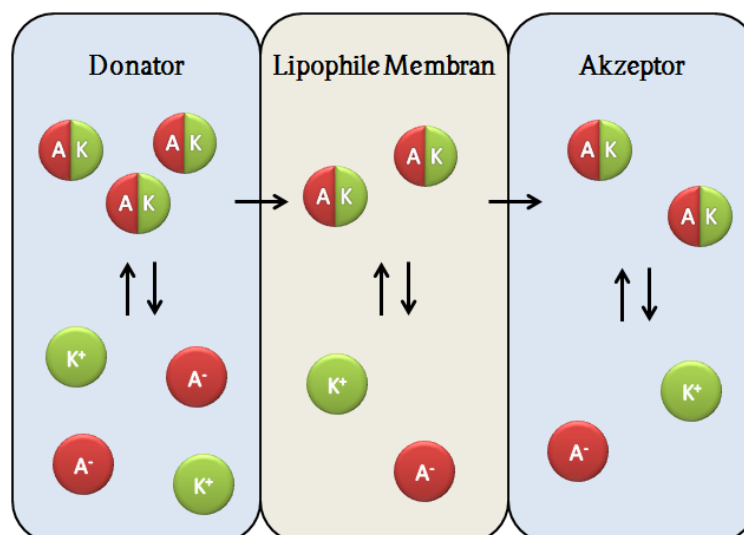 Donator
Lipophile Membran
Akzeptor
A K
A K
A K
A K
A K
A K
A K
K⁺
A⁻
A⁻
K⁺
K⁺
A⁻
K⁺
A⁻